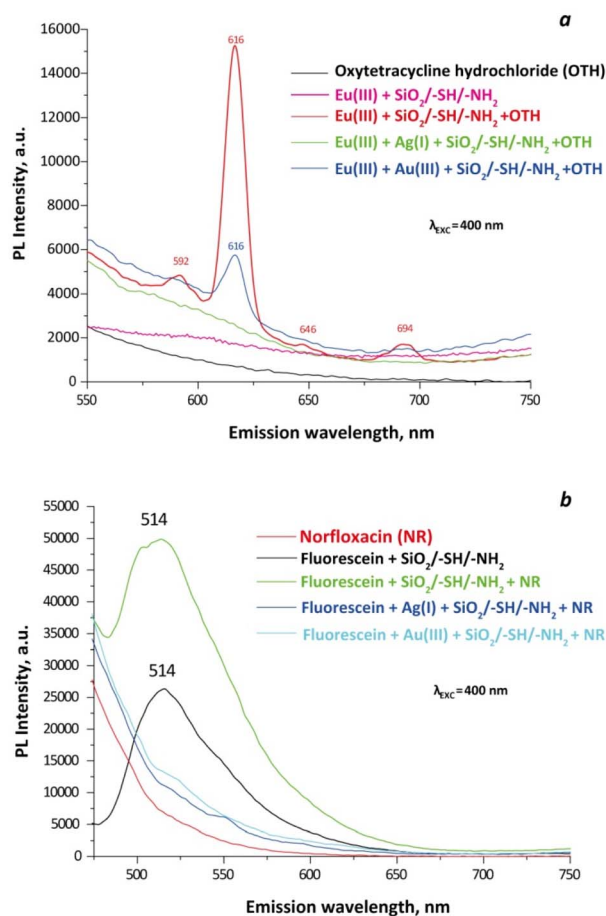 a
16000
14000
12000
10000
8000
6000
4000
2000
0
PL Intensity, a.u.
616
592
616
646
694
Oxytetracycline hydrochloride (OTH)
Eu(III) + SiO₂/-SH/-NH₂
Eu(III) + SiO₂/-SH/-NH₂ +OTH
Eu(III) + Ag(I) + SiO₂/-SH/-NH₂ +OTH
Eu(III) + Au(III) + SiO₂/-SH/-NH₂ +OTH
λEXC = 400 nm
550 600 650 700 750
Emission wavelength, nm
b
55000
50000
45000
40000
35000
30000
25000
20000
15000
10000
5000
0
PL Intensity, a.u.
514
514
Norfloxacin (NR)
Fluorescein + SiO₂/-SH/-NH₂
Fluorescein + SiO₂/-SH/-NH₂ + NR
Fluorescein + Ag(I) + SiO₂/-SH/-NH₂ + NR
Fluorescein + Au(III) + SiO₂/-SH/-NH₂ + NR
λEXC = 400 nm
500 550 600 650 700 750
Emission wavelength, nm